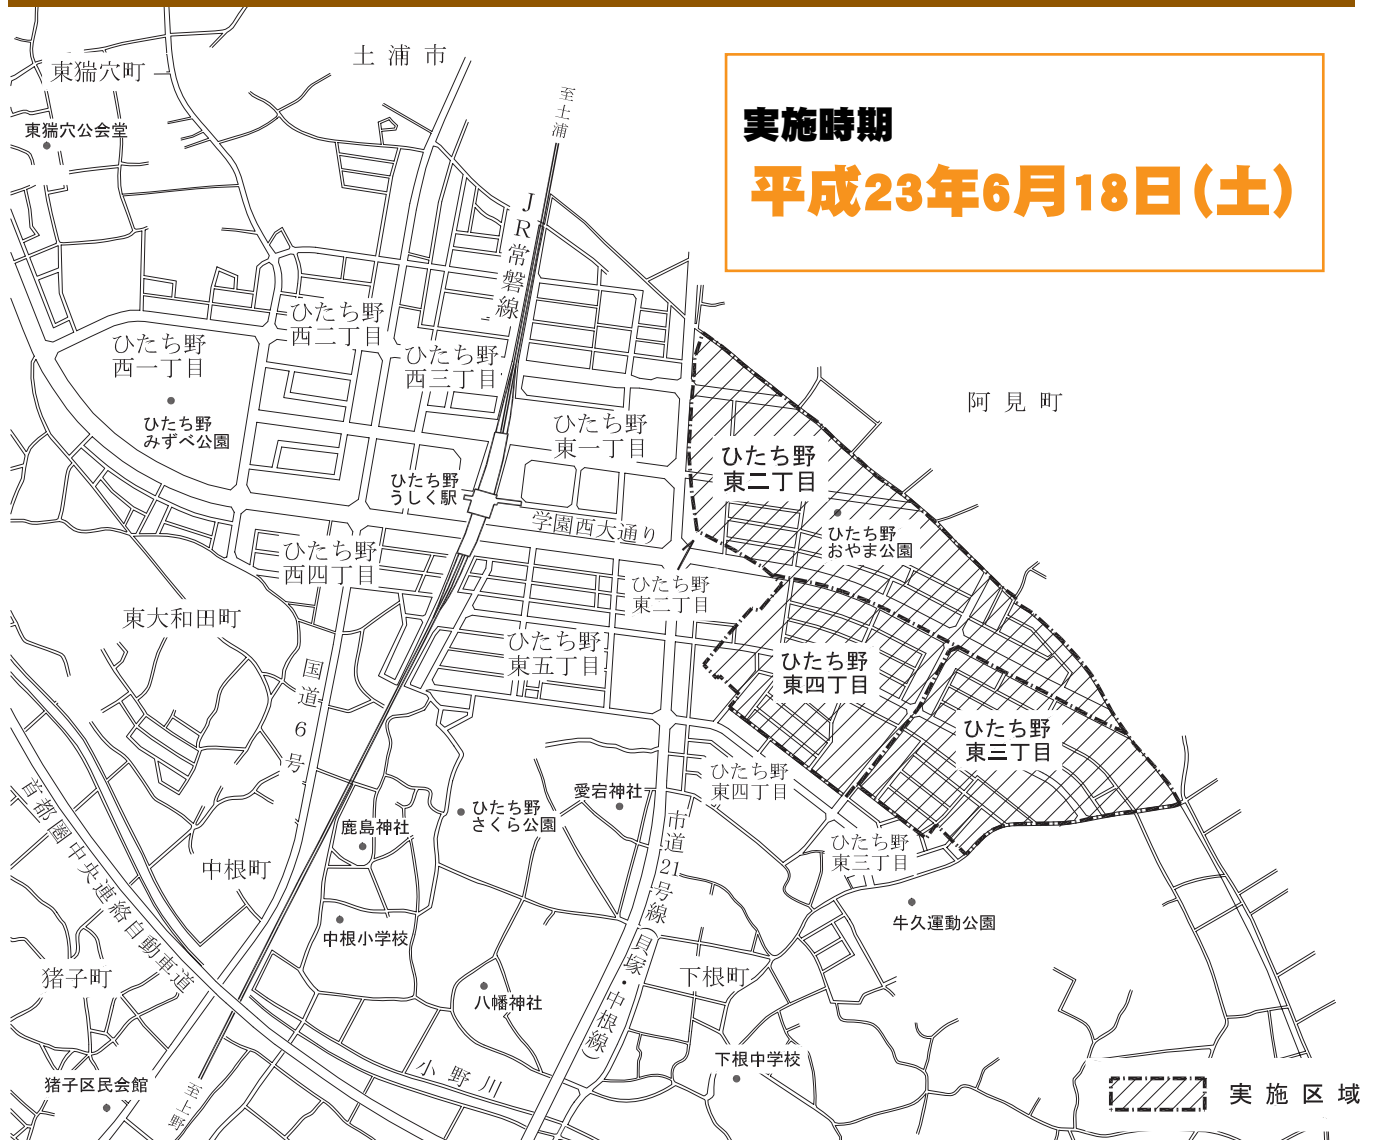 実施時期
平成23年6月18日(土)
土浦市
東猯穴町
東猯穴公会堂
至土浦
JR常磐線
ひたち野
西二丁目
ひたち野
西一丁目
ひたち野
西三丁目
ひたち野
みずべ公園
ひたち野
東一丁目
阿見町
ひたち野
東二丁目
ひたち野
うしく駅
学園西大通り
ひたち野
おやま公園
ひたち野
西四丁目
ひたち野
東二丁目
東大和田町
ひたち野
東五丁目
ひたち野
東四丁目
国道6号
ひたち野
東三丁目
ひたち野
東四丁目
首都圏中央連絡自動車道
愛宕神社
ひたち野
さくら公園
鹿島神社
市道21号線(貝塚・中根線)
ひたち野
東三丁目
中根町
牛久運動公園
中根小学校
猪子町
下根町
八幡神社
下根中学校
小野川
猪子区民会館
至上野
実施区域